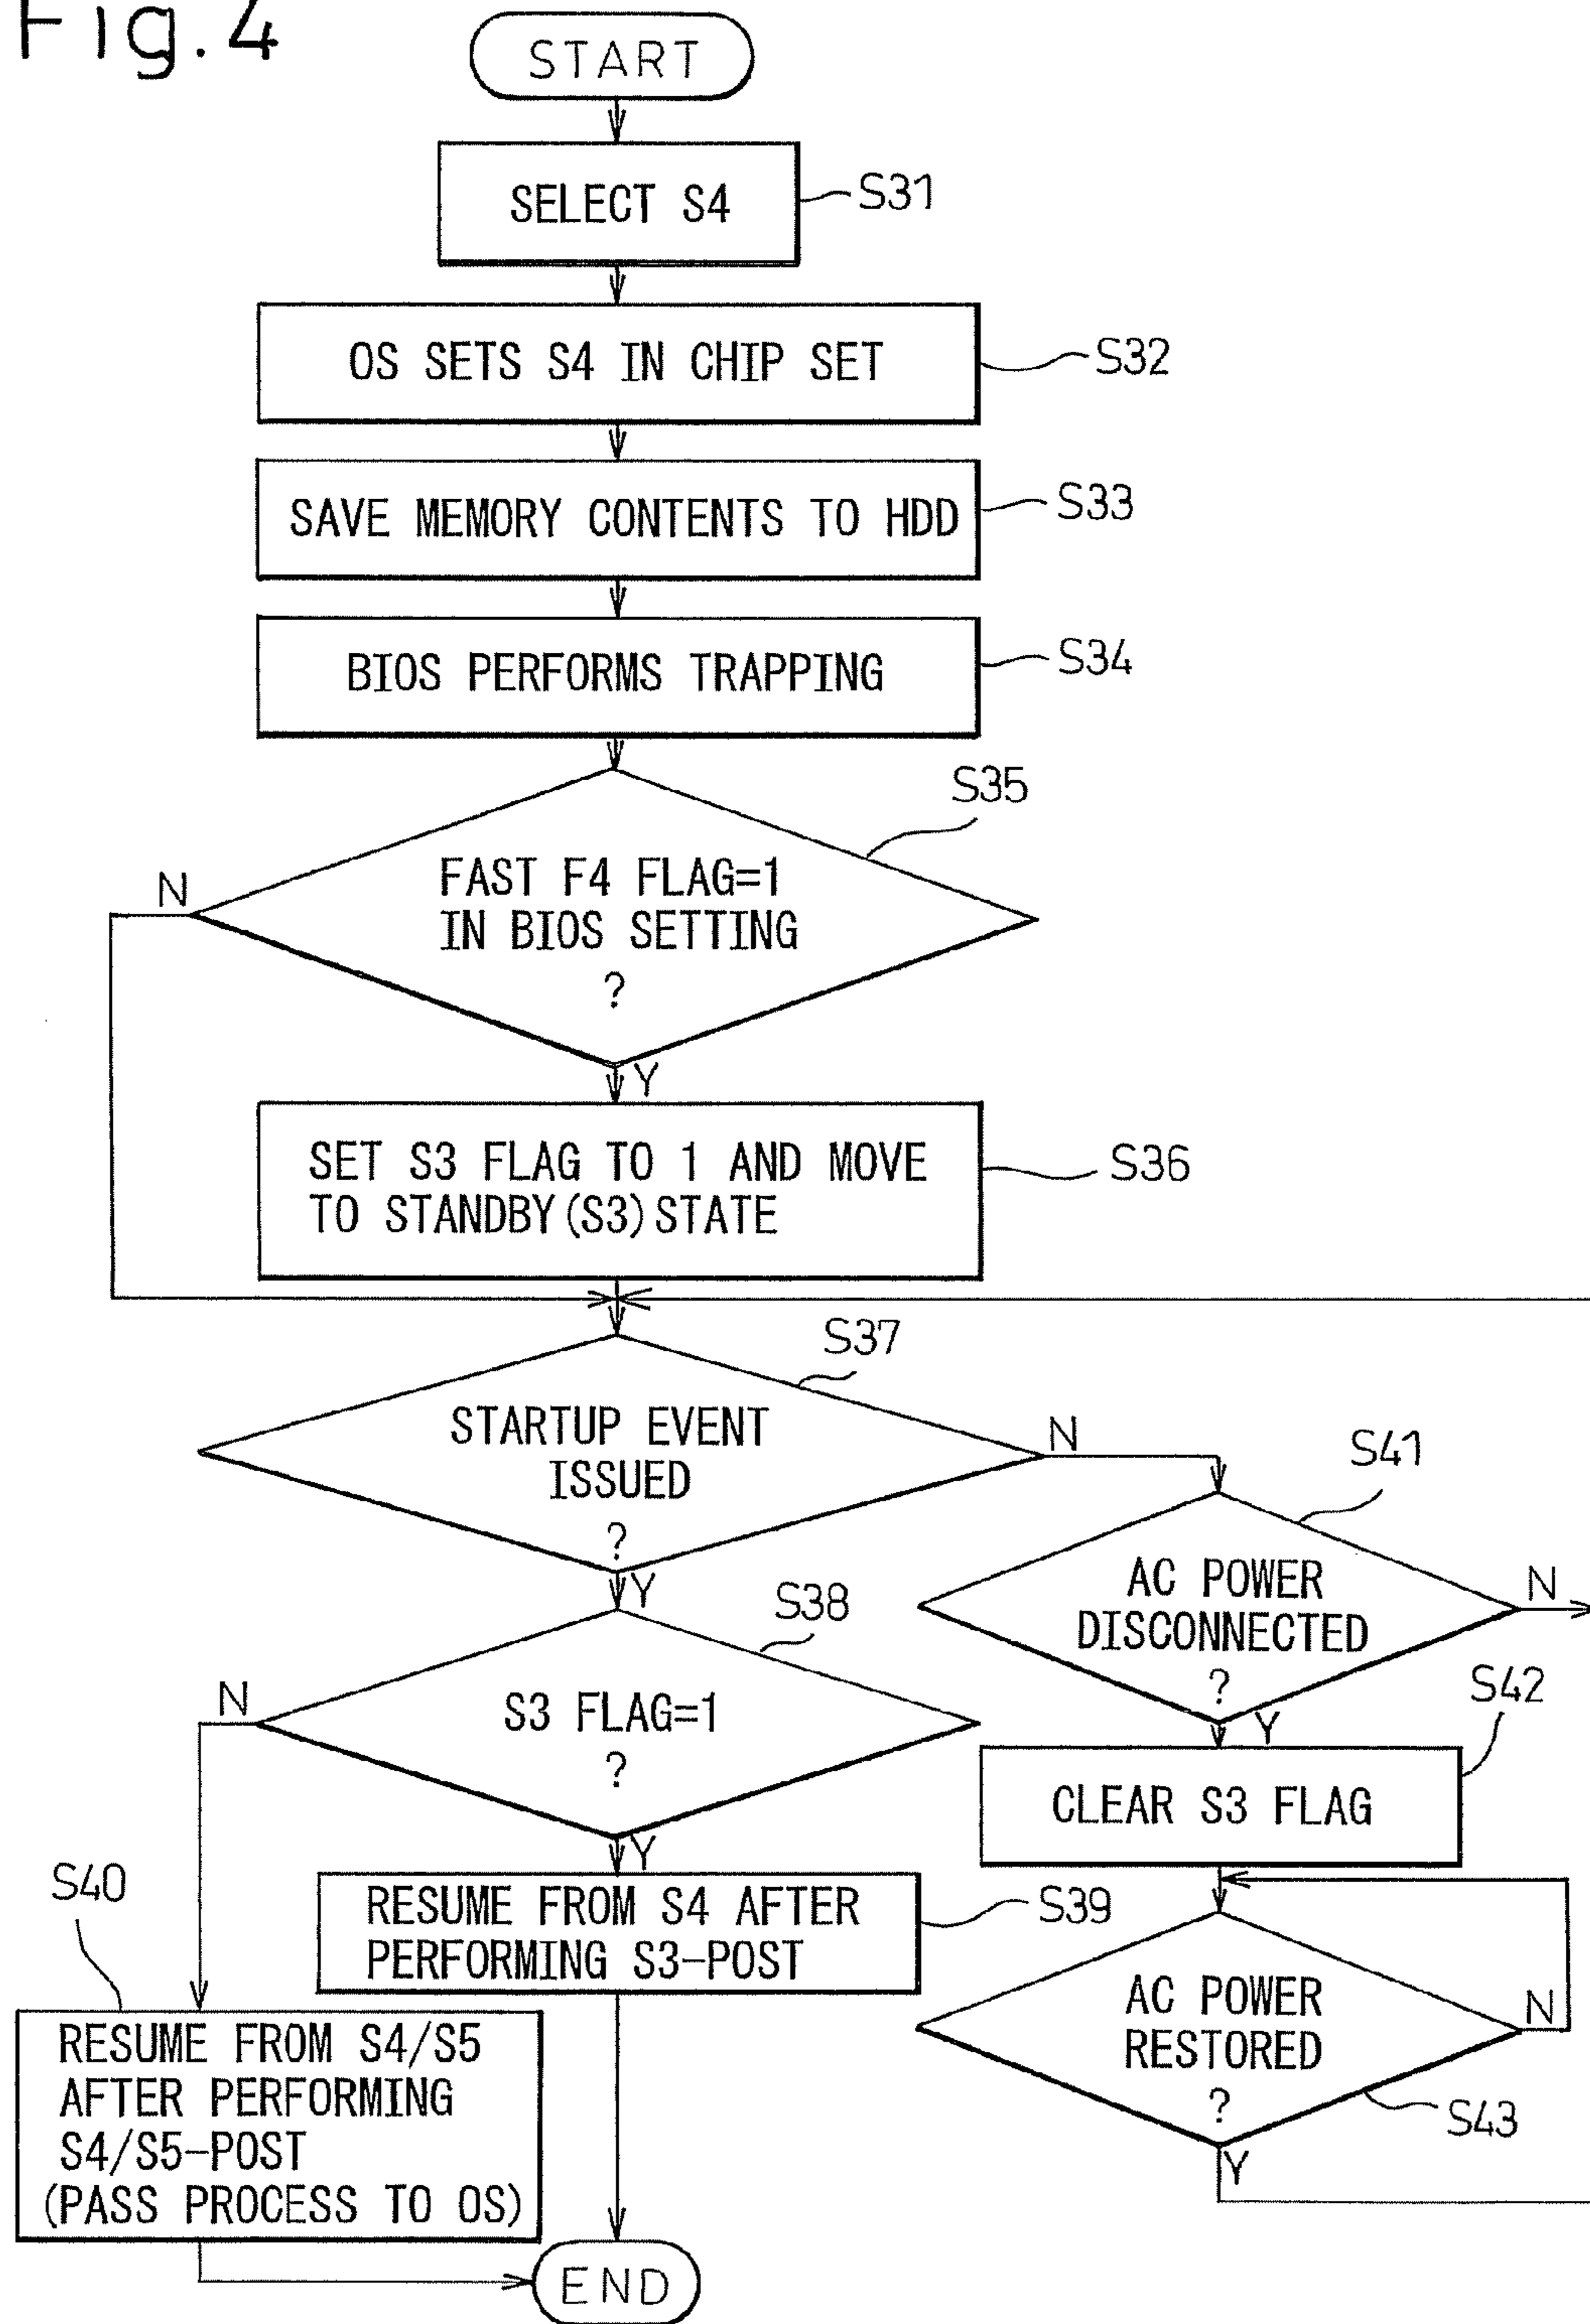 Fig.4
START
SELECT S4
S31
OS SETS S4 IN CHIP SET
S32
SAVE MEMORY CONTENTS TO HDD
S33
BIOS PERFORMS TRAPPING
S34
S35
FAST F4 FLAG=1
IN BIOS SETTING
?
N
Y
SET S3 FLAG TO 1 AND MOVE
TO STANDBY(S3)STATE
S36
S37
STARTUP EVENT
ISSUED
?
N
Y
S41
AC POWER
DISCONNECTED
?
N
Y
S38
S3 FLAG=1
?
N
Y
S42
CLEAR S3 FLAG
S40
RESUME FROM S4 AFTER
PERFORMING S3-POST
S39
AC POWER
RESTORED
?
N
Y
S43
RESUME FROM S4/S5
AFTER PERFORMING
S4/S5-POST
(PASS PROCESS TO OS)
END